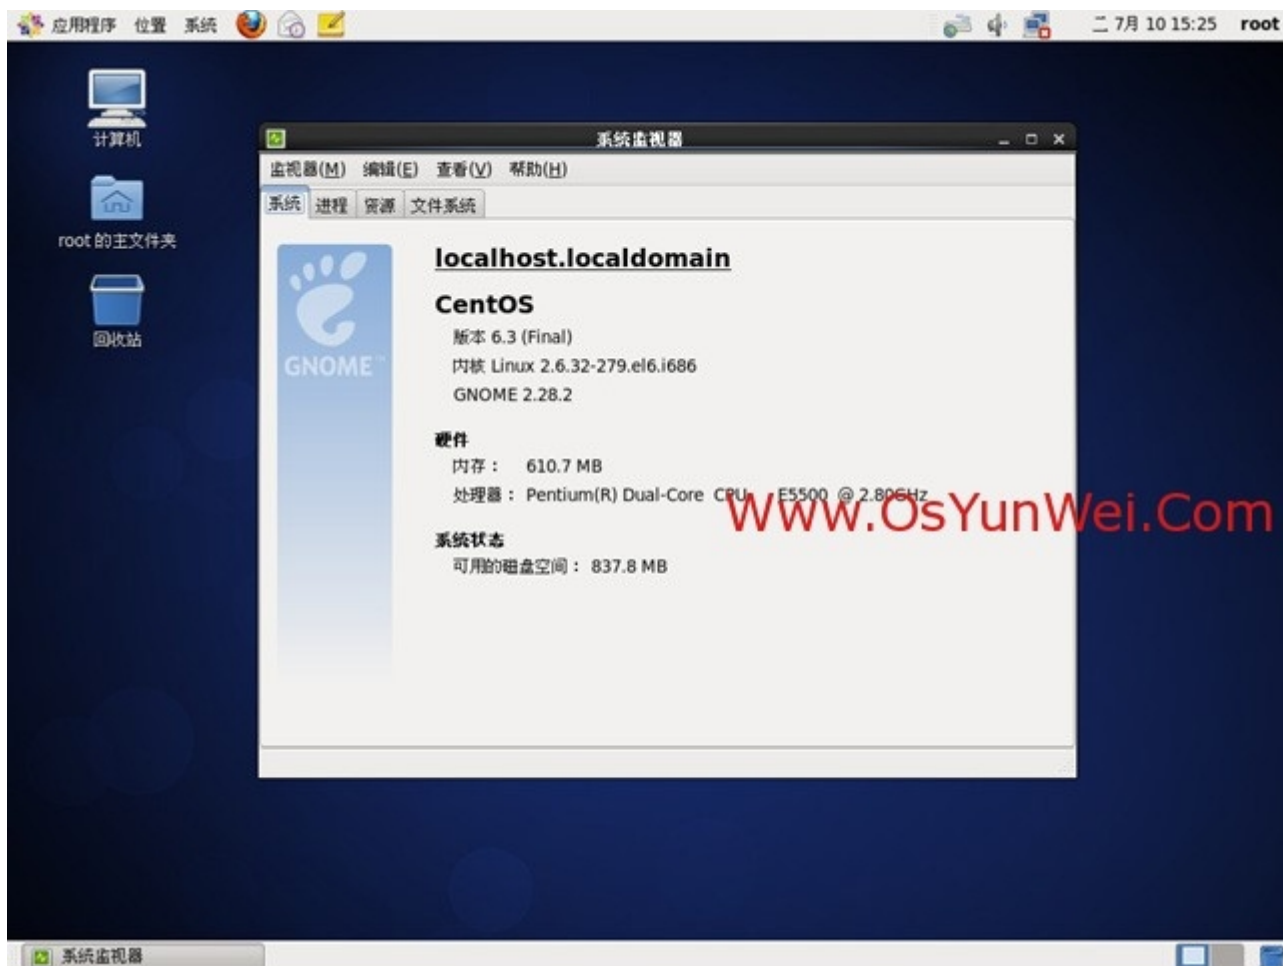 应用程序 位置 系统 二 7月 10 15:25 root
计算机
root 的主文件夹
回收站
系统监视器
监视器(M) 编辑(E) 查看(V) 帮助(H)
系统 进程 资源 文件系统
GNOME™
localhost.localdomain
CentOS
版本 6.3 (Final)
内核 Linux 2.6.32-279.el6.i686
GNOME 2.28.2
硬件
内存： 610.7 MB
处理器： Pentium(R) Dual-Core CPU E5500 @ 2.80GHz
Www.OsYunWei.Com
系统状态
可用的磁盘空间： 837.8 MB
系统监视器